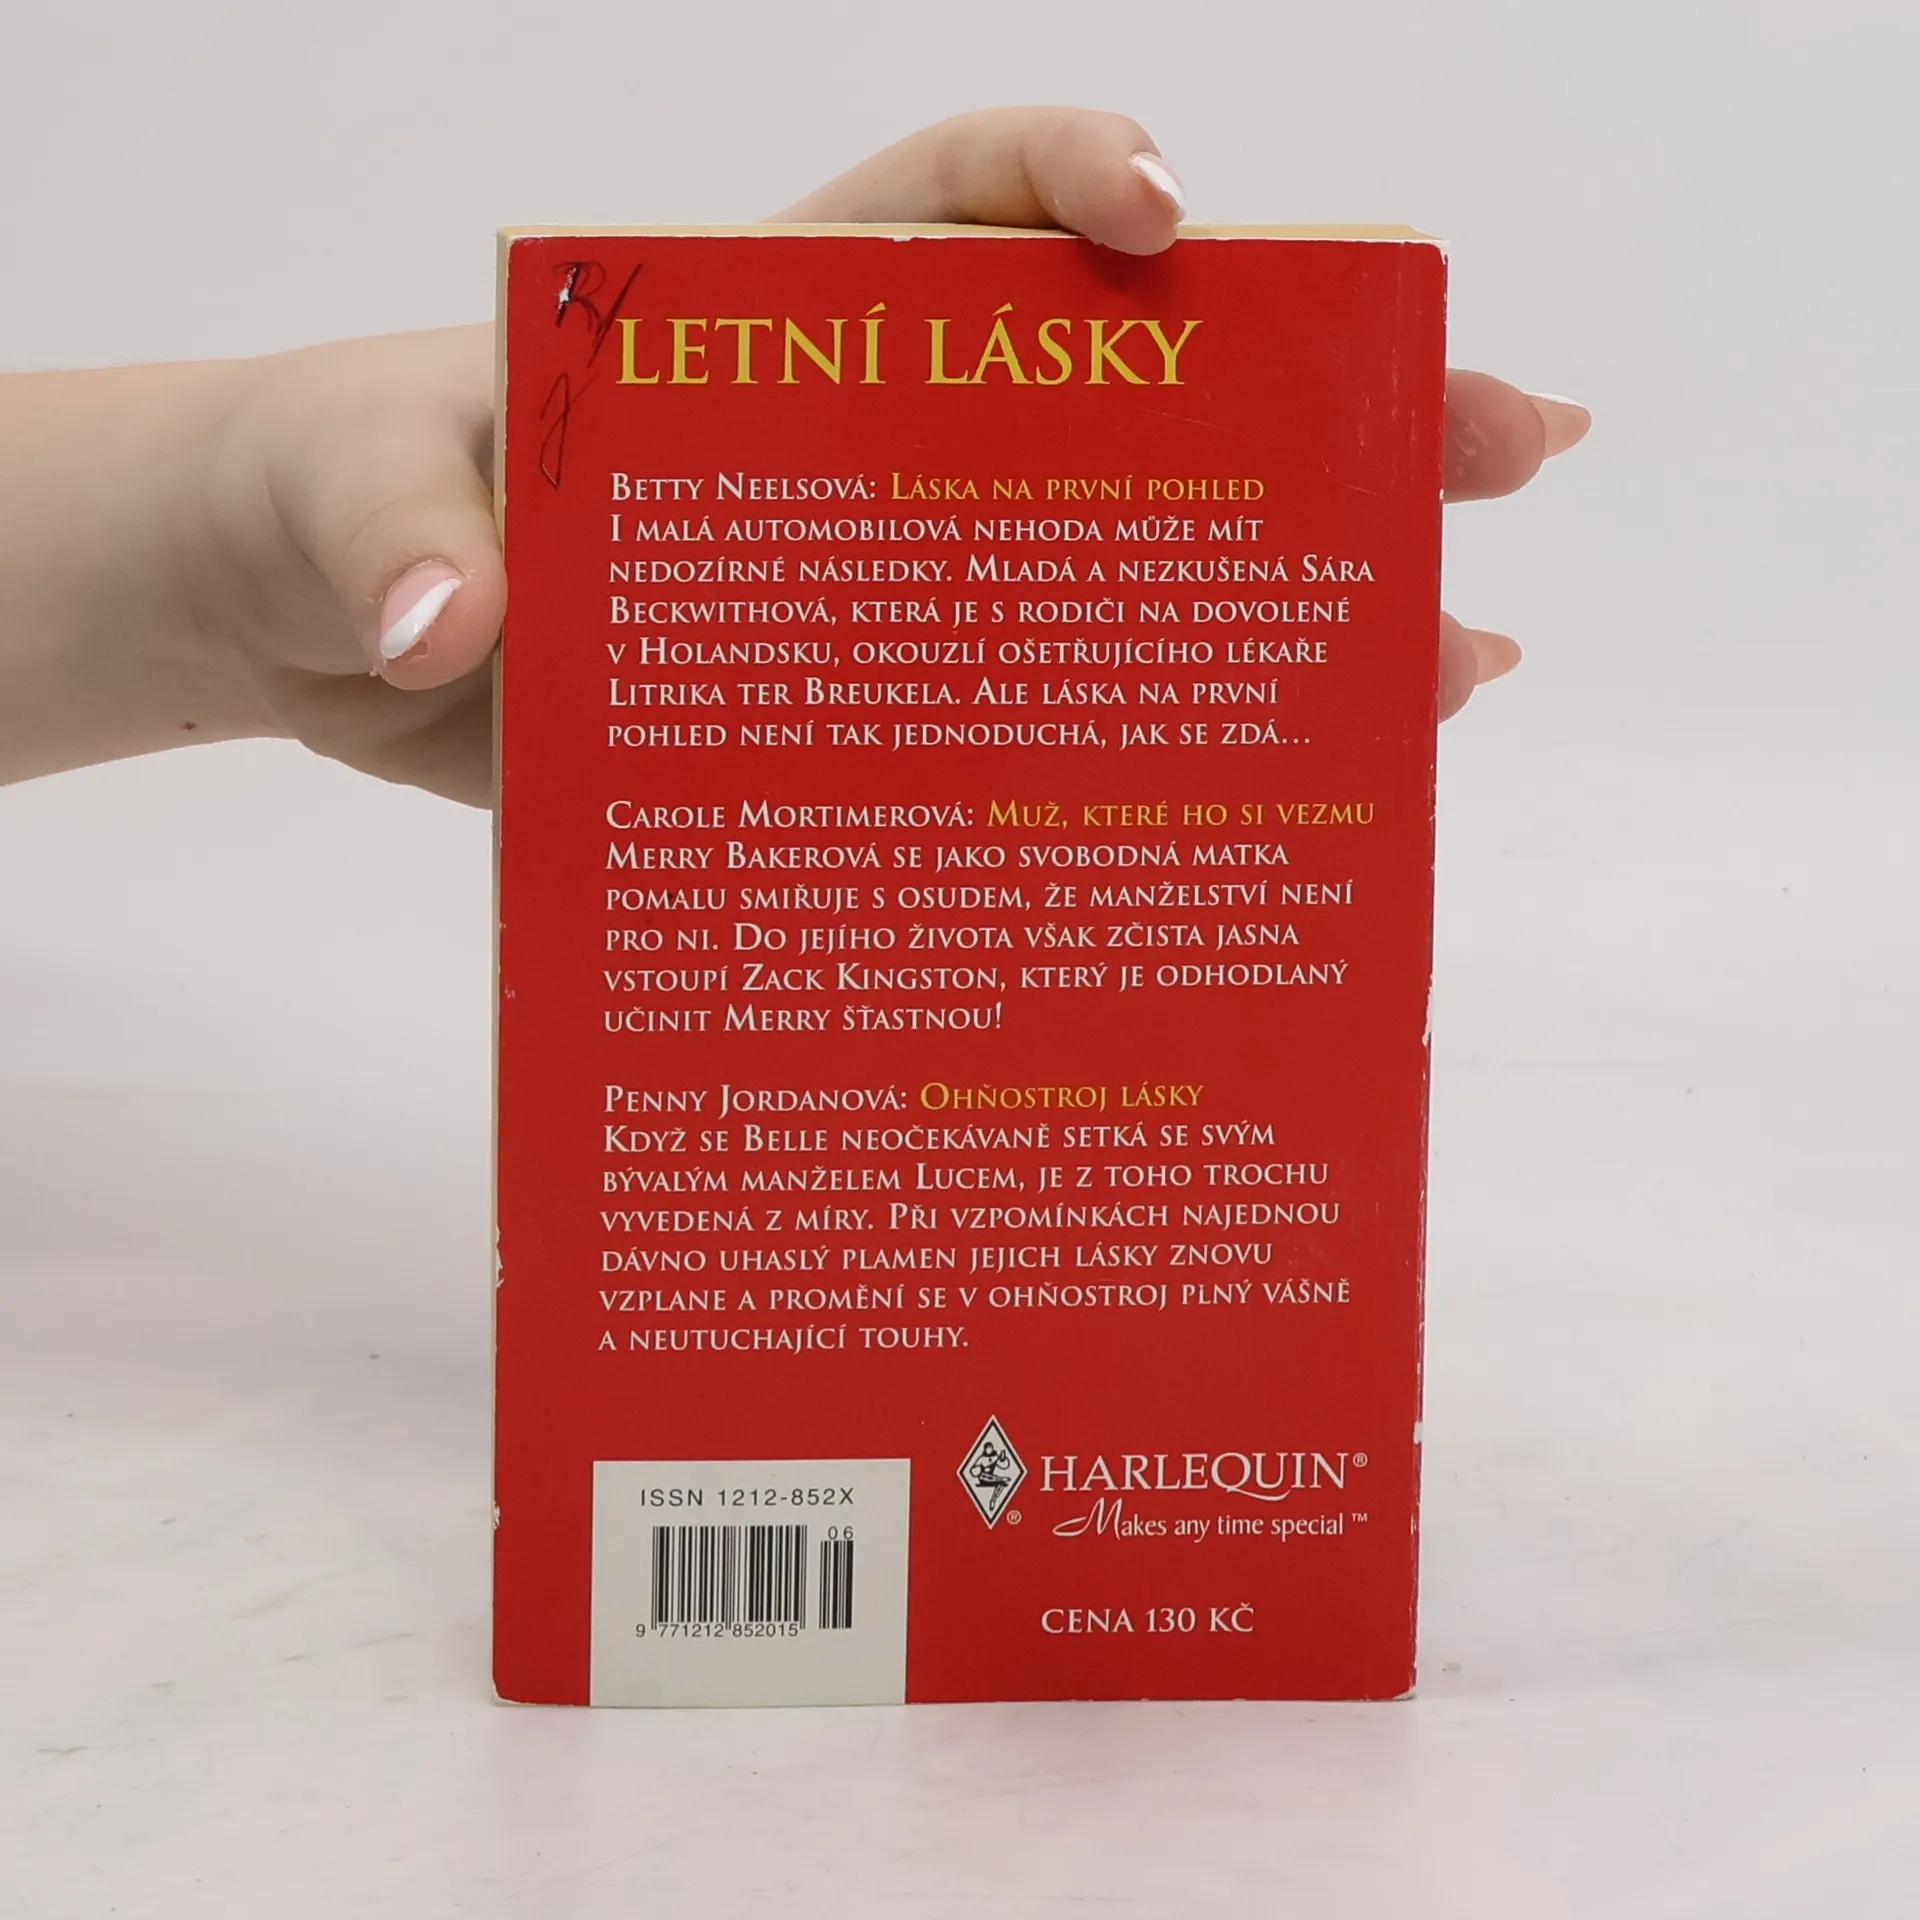 LETNÍ LÁSKY
BETTY NEELSOVÁ: LÁSKA NA PRVNÍ POHLED
I MALÁ AUTOMOBILOVÁ NEHODA MŮŽE MÍT
NEDOZÍRNÉ NÁSLEDKY. MLADÁ A NEZKUŠENÁ SÁRA
BECKWITHOVÁ, KTERÁ JE S RODIČI NA DOVOLENÉ
V HOLANDSKU, OKOUZLÍ OŠETŘUJÍCÍHO LÉKAŘE
LITRIKA TER BREUKELA. ALE LÁSKA NA PRVNÍ
POHLED NENÍ TAK JEDNODUCHÁ, JAK SE ZDÁ...
CAROLE MORTIMEROVÁ: MUŽ, KTERÉ HO SI VEZMU
MERRY BAKEROVÁ SE JAKO SVOBODNÁ MATKA
POMALU SMIŘUJE S OSUDEM, ŽE MANŽELSTVÍ NENÍ
PRO NI. DO JEJÍHO ŽIVOTA VŠAK ZČISTA JASNA
VSTOUPÍ ZACK KINGSTON, KTERÝ JE ODHODLANÝ
UČINIT MERRY ŠŤASTNOU!
PENNY JORDANOVÁ: OHŇOSTROJ LÁSKY
KDYŽ SE BELLE NEOČEKÁVANĚ SETKÁ SE SVÝM
BÝVALÝM MANŽELEM LUCEM, JE Z TOHO TROCHU
VYVEDENÁ Z MÍRY. PŘI VZPOMÍNKÁCH NAJEDNOU
DÁVNO UHASLÝ PLAMEN JEJICH LÁSKY ZNOVU
VZPLANE A PROMĚNÍ SE V OHŇOSTROJ PLNÝ VÁŠNĚ
A NEUTUCHAJÍCÍ TOUHY.
HARLEQUIN®
Makes any time special™
ISSN 1212-852X
06
9 771212 852015
CENA 130 KČ